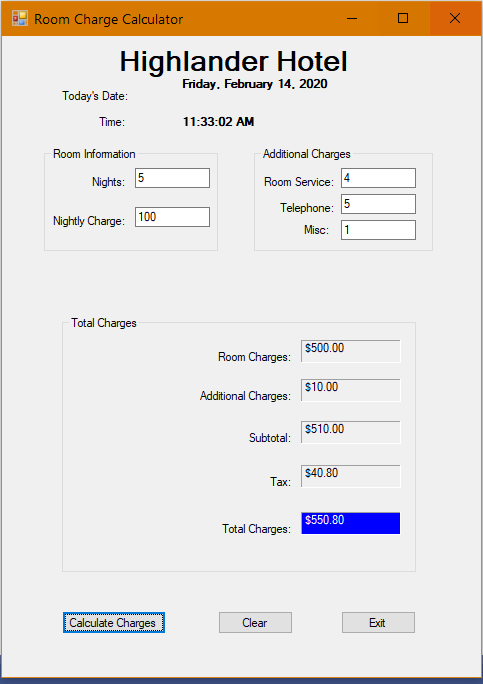 Room Charge Calculator
Highlander Hotel
Friday, February 14, 2020
Today's Date:
Time: 11:33:02 AM
Room Information
Nights: 5
Nightly Charge: 100
Additional Charges
Room Service: 4
Telephone: 5
Misc: 1
Total Charges
Room Charges: $500.00
Additional Charges: $10.00
Subtotal: $510.00
Tax: $40.80
Total Charges: $550.80
Calculate Charges Clear Exit